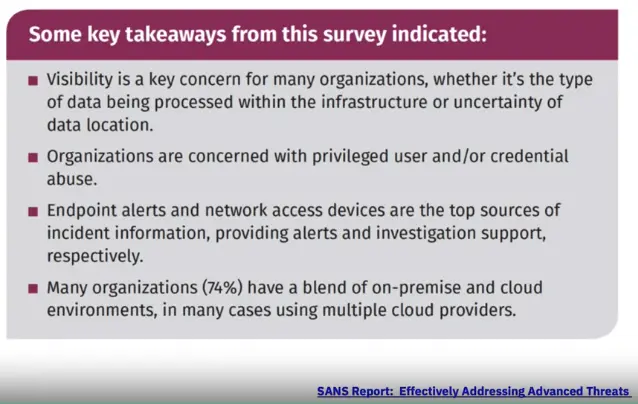 Some key takeaways from this survey indicated:
■ Visibility is a key concern for many organizations, whether it's the type
of data being processed within the infrastructure or uncertainty of
data location.
■ Organizations are concerned with privileged user and/or credential
abuse.
■ Endpoint alerts and network access devices are the top sources of
incident information, providing alerts and investigation support,
respectively.
■ Many organizations (74%) have a blend of on-premise and cloud
environments, in many cases using multiple cloud providers.
SANS Report: Effectively Addressing Advanced Threats